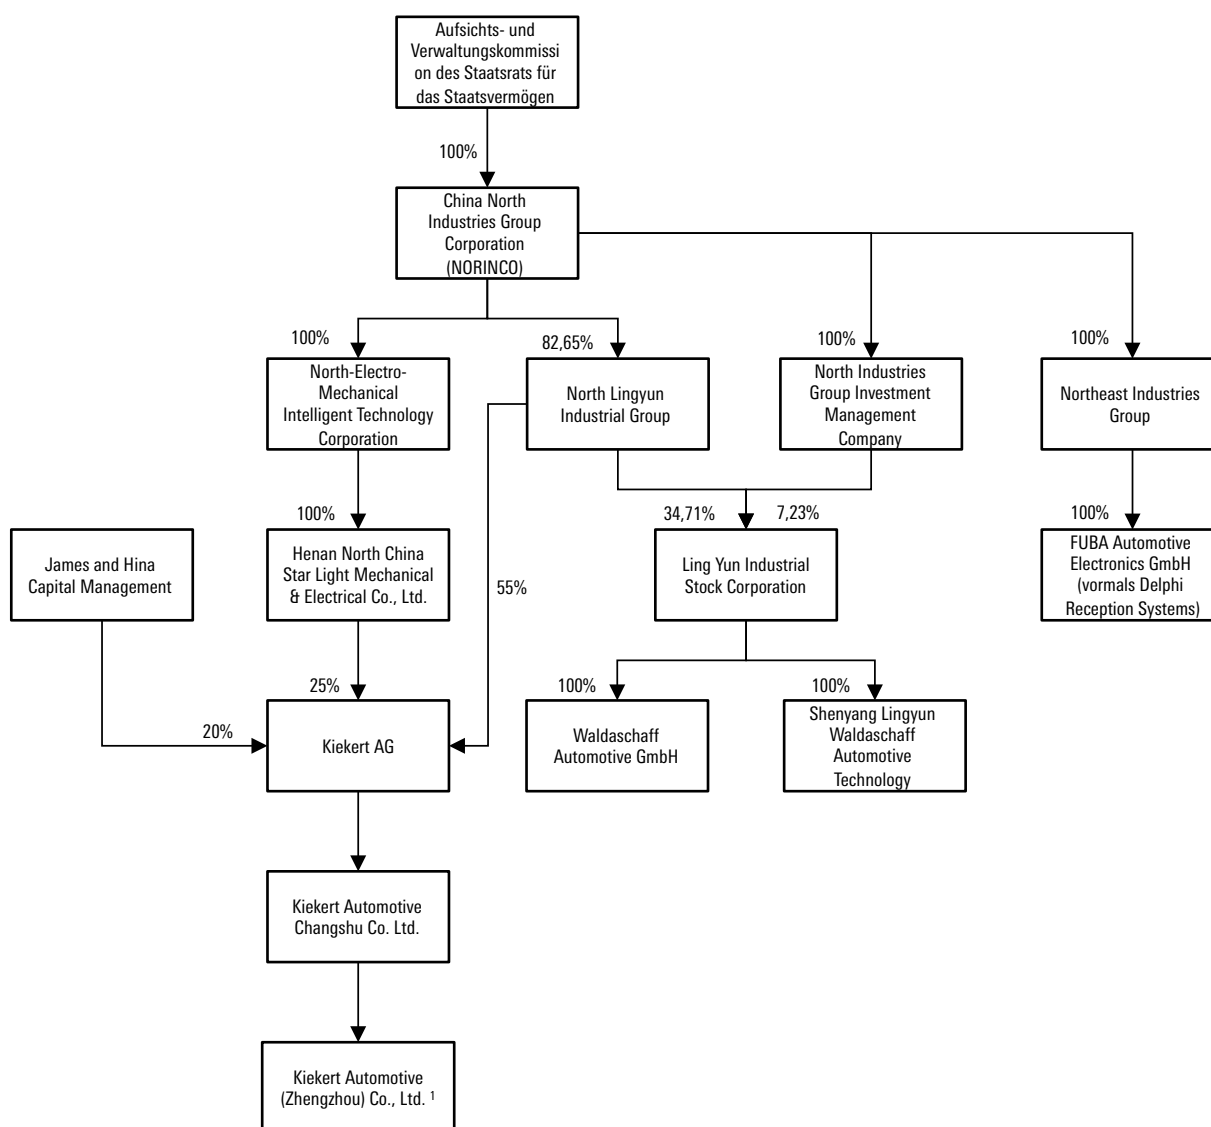 Aufsichts- und
Verwaltungskommissi
on des Staatsrats für
das Staatsvermögen
100%
China North
Industries Group
Corporation
(NORINCO)
100%
82,65%
100%
100%
North-Electro-
Mechanical
Intelligent Technology
Corporation
North Lingyun
Industrial Group
North Industries
Group Investment
Management
Company
Northeast Industries
Group
100%
34,71%
7,23%
100%
James and Hina
Capital Management
Henan North China
Star Light Mechanical
& Electrical Co., Ltd.
55%
Ling Yun Industrial
Stock Corporation
FUBA Automotive
Electronics GmbH
(vormals Delphi
Reception Systems)
25%
100%
100%
20%
Kiekert AG
Waldaschaff
Automotive GmbH
Shenyang Lingyun
Waldaschaff
Automotive
Technology
Kiekert Automotive
Changshu Co. Ltd.
Kiekert Automotive
(Zhengzhou) Co., Ltd. 1